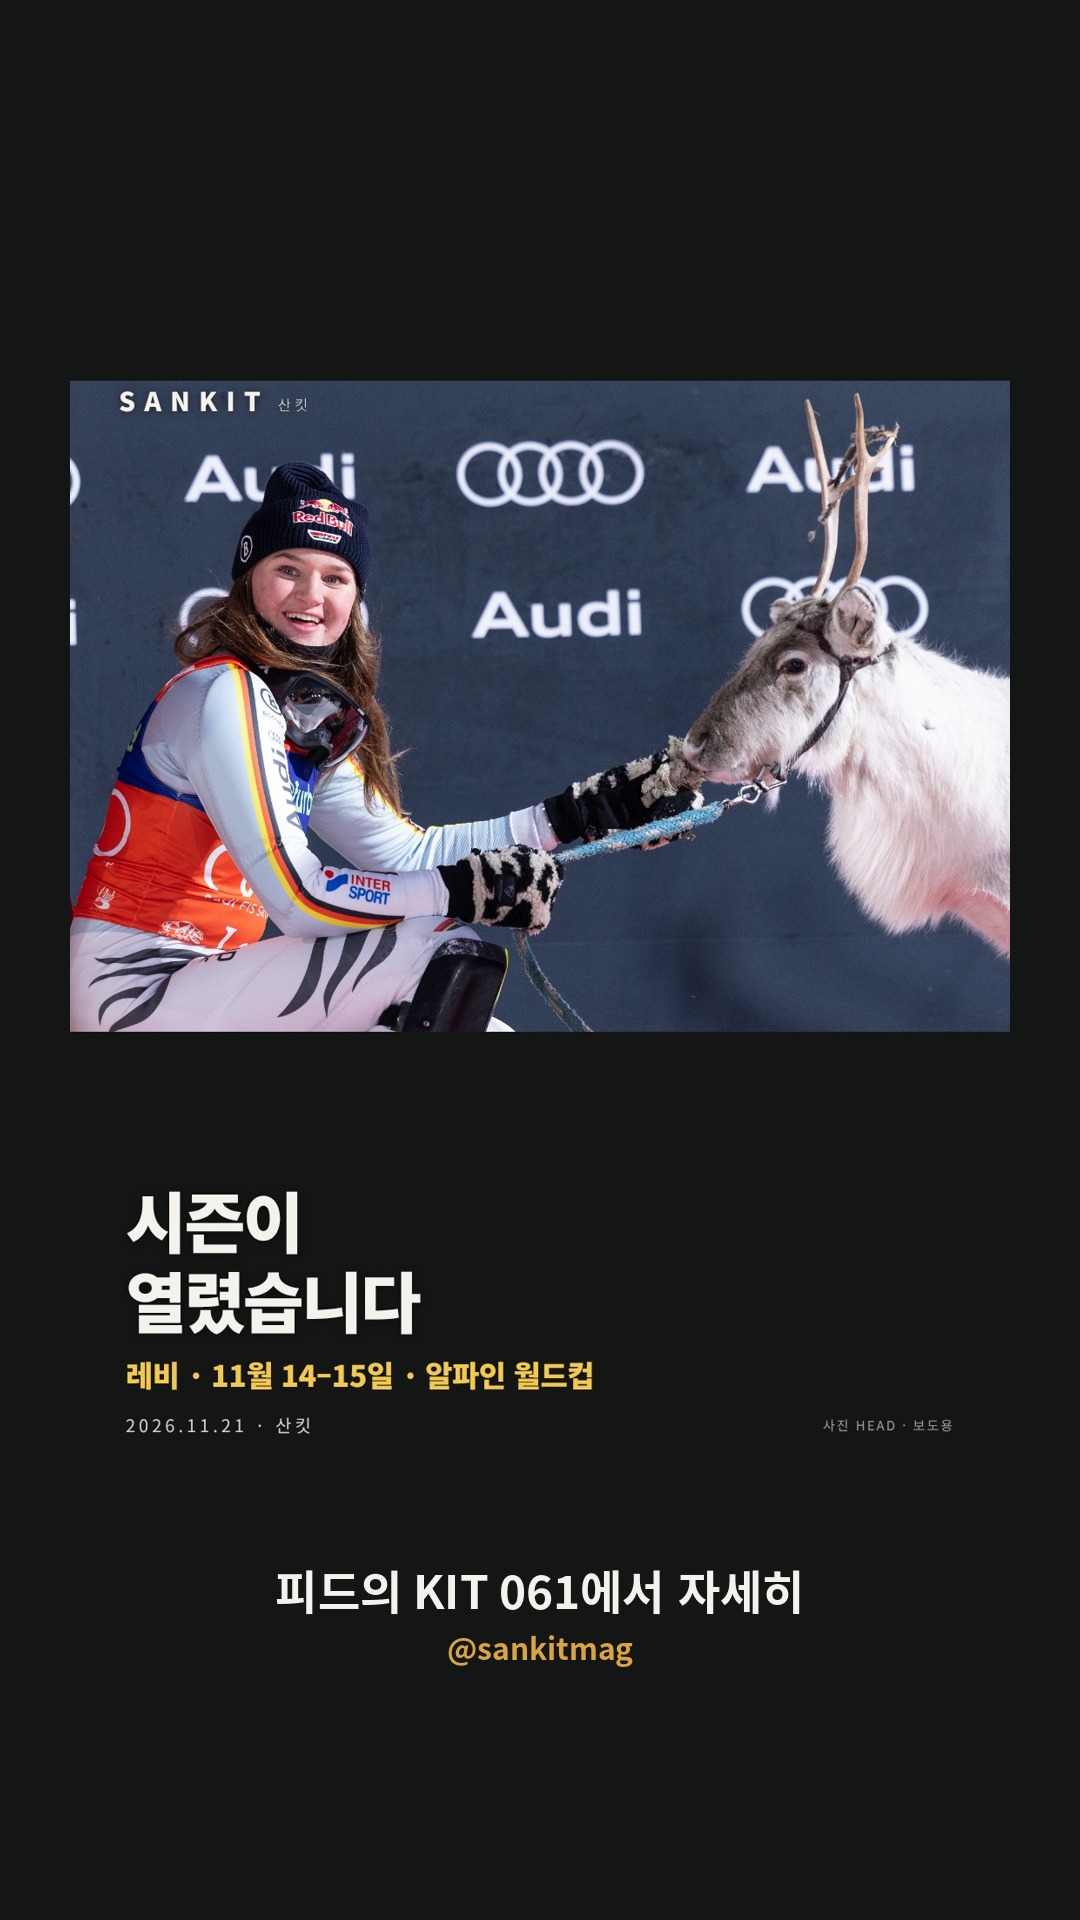 SANKIT 산킷
Audi
Audi
Red Bull
Audi
Audi
INTER
SPORT
시즌이
열렸습니다
레비 · 11월 14–15일 · 알파인 월드컵
2026.11.21 · 산킷
사진 HEAD · 보도용
피드의 KIT 061에서 자세히
@sankitmag